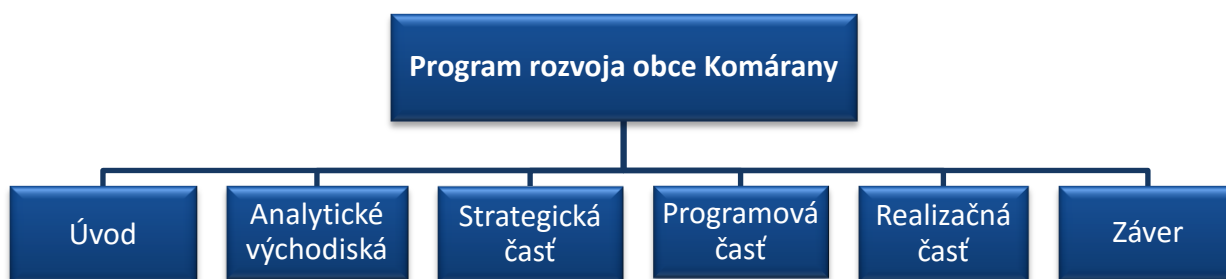 Program rozvoja obce Komárany
Úvod
Analytické
východiská
Strategická
časť
Programová
časť
Realizačná
časť
Záver